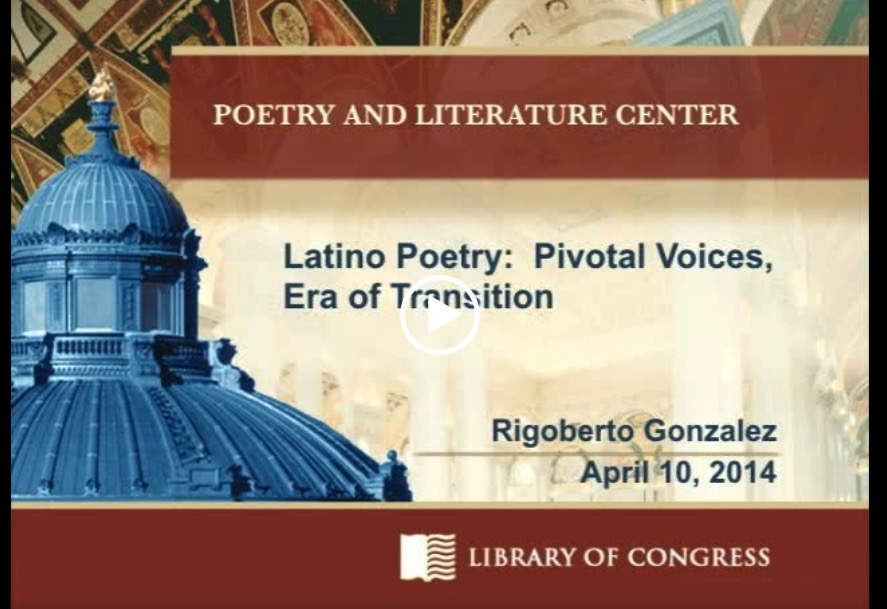 POETRY AND LITERATURE CENTER
Latino Poetry: Pivotal Voices,
Era of Transition
Rigoberto Gonzalez
April 10, 2014
LIBRARY OF CONGRESS